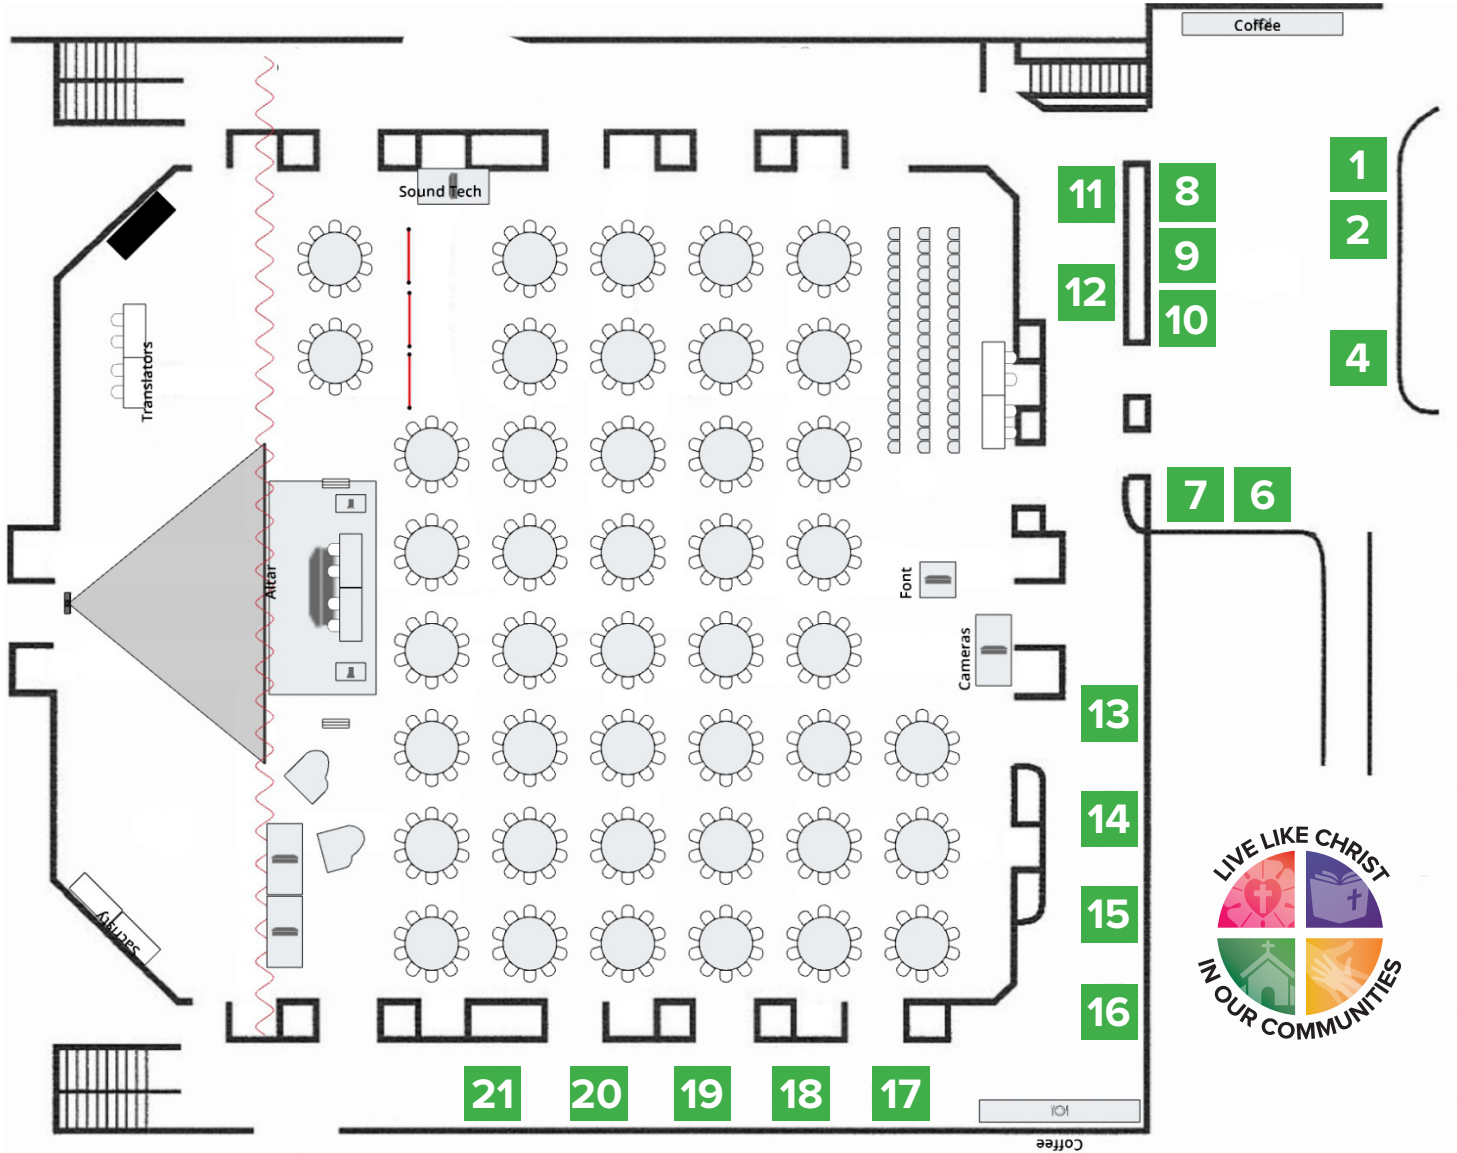 Coffee
1
11
8
Sound Tech
2
9
12
10
4
Translators
7
6
Altar
Font
Cameras
13
14
LIVE LIKE CHRIST
15
Sacristy
IN OUR COMMUNITIES
16
21
20
19
18
17
Coffee